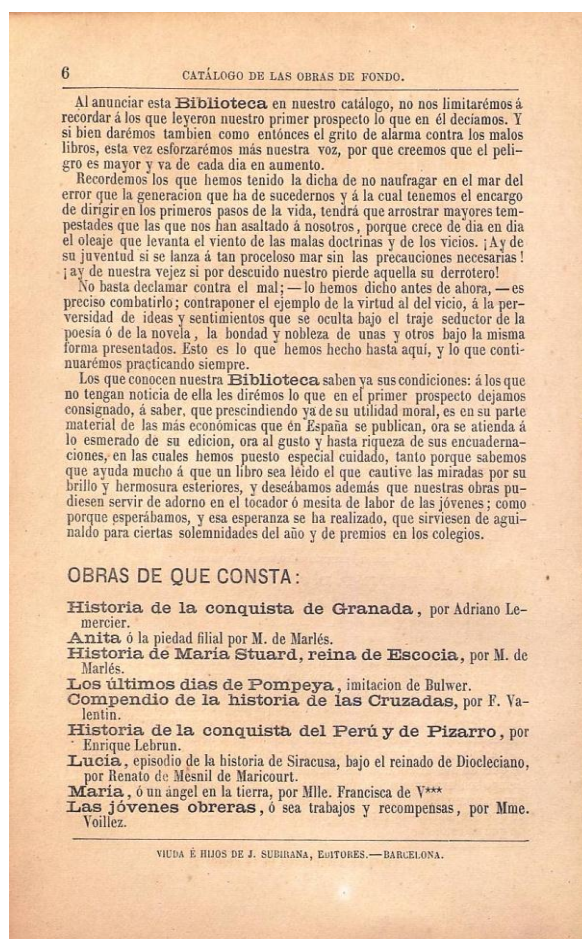 6
CATÁLOGO DE LAS OBRAS DE FONDO.
Al anunciar esta Biblioteca en nuestro catálogo, no nos limitarémos á
recordar á los que leyeron nuestro primer prospecto lo que en él decíamos. Y
si bien darémos tambien como entónces el grito de alarma contra los malos
libros, esta vez esforzarémos más nuestra voz, por que creemos que el peli-
gro es mayor y va de cada dia en aumento.
Recordemos los que hemos tenido la dicha de no naufragar en el mar del
error que la generacion que ha de sucedernos y á la cual tenemos el encargo
de dirigir en los primeros pasos de la vida, tendrá que arrostrar mayores tem-
pestades que las que nos han asaltado á nosotros, porque crece de dia en dia
el oleaje que levanta el viento de las malas doctrinas y de los vicios. ¡Ay de
su juventud si se lanza á tan proceloso mar sin las precauciones necesarias!
¡ay de nuestra vejez si por descuido nuestro pierde aquella su derrotero!
No basta declamar contra el mal; — lo hemos dicho antes de ahora, — es
preciso combatirlo; contraponer el ejemplo de la virtud al del vicio, á la per-
versidad de ideas y sentimientos que se oculta bajo el traje seductor de la
poesía ó de la novela, la bondad y nobleza de unas y otros bajo la misma
forma presentados. Esto es lo que hemos hecho hasta aquí, y lo que conti-
nuarémos practicando siempre.
Los que conocen nuestra Biblioteca saben ya sus condiciones: á los que
no tengan noticia de ella les dirémos lo que en el primer prospecto dejamos
consignado, á saber, que prescindiendo ya de su utilidad moral, es en su parte
material de las más económicas que en España se publican, ora se atienda á
lo esmerado de su edicion, ora al gusto y hasta riqueza de sus encuaderna-
ciones, en las cuales hemos puesto especial cuidado, tanto porque sabemos
que ayuda mucho á que un libro sea leido el que cautive las miradas por su
brillo y hermosura esteriores, y deseábamos además que nuestras obras pu-
diesen servir de adorno en el tocador ó mesita de labor de las jóvenes; como
porque esperábamos, y esa esperanza se ha realizado, que sirviesen de agui-
naldo para ciertas solemnidades del año y de premios en los colegios.
OBRAS DE QUE CONSTA:
Historia de la conquista de Granada, por Adriano Le-
mercier.
Anita ó la piedad filial por M. de Marlés.
Historia de María Stuard, reina de Escocia, por M. de
Marlés.
Los últimos dias de Pompeya, imitacion de Bulwer.
Compendio de la historia de las Cruzadas, por F. Va-
lentin.
Historia de la conquista del Perú y de Pizarro, por
Enrique Lebrun.
Lucia, episodio de la historia de Siracusa, bajo el reinado de Diocleciano,
por Renato de Mesnil de Maricourt.
María, ó un ángel en la tierra, por Mlle. Francisca de V***
Las jóvenes obreras, ó sea trabajos y recompensas, por Mme.
Voillez.
VIUDA É HIJOS DE J. SUBIRANA, EDITORES.—BARCELONA.